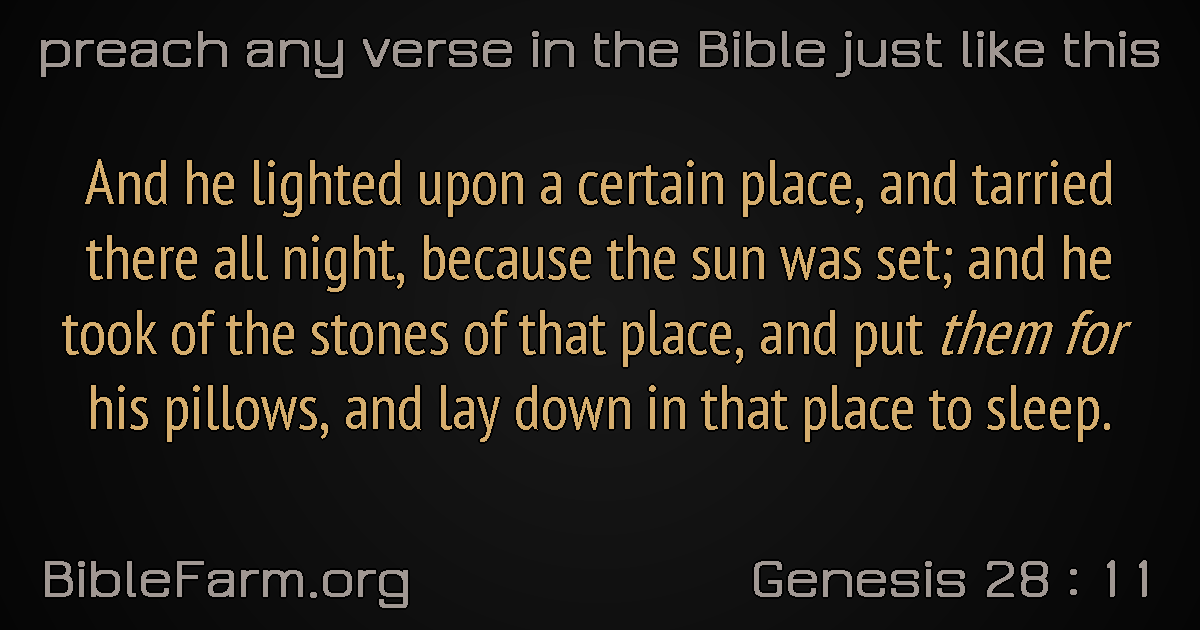 preach any verse in the Bible just like this
And he lighted upon a certain place, and tarried
there all night, because the sun was set; and he
took of the stones of that place, and put them for
his pillows, and lay down in that place to sleep.
BibleFarm.org
Genesis 28 : 11